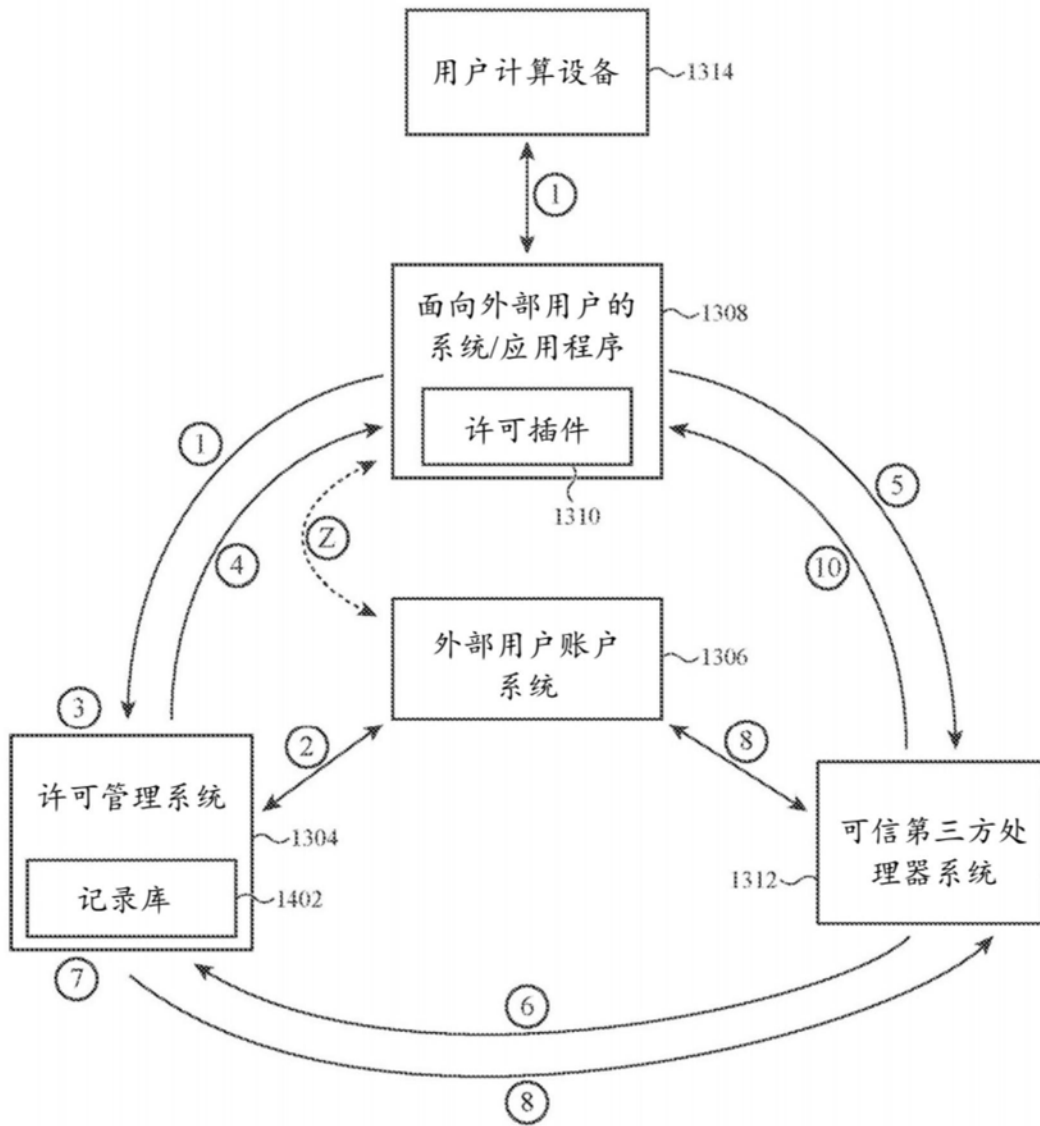 用户计算设备
1314
1
面向外部用户的
系统/应用程序
1308
许可插件
1310
1
5
4
Z
10
外部用户账户
系统
1306
3
2
8
许可管理系统
1304
记录库
1402
可信第三方处
理器系统
1312
7
6
8